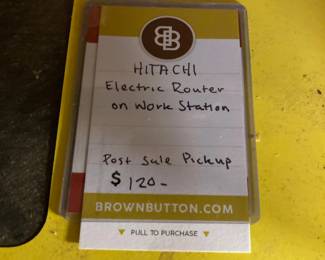 BB
HITACHI
Electric Router
on Work Station
Post Sale Pickup
$120-
BROWNBUTTON.COM
▼ PULL TO PURCHASE ▼